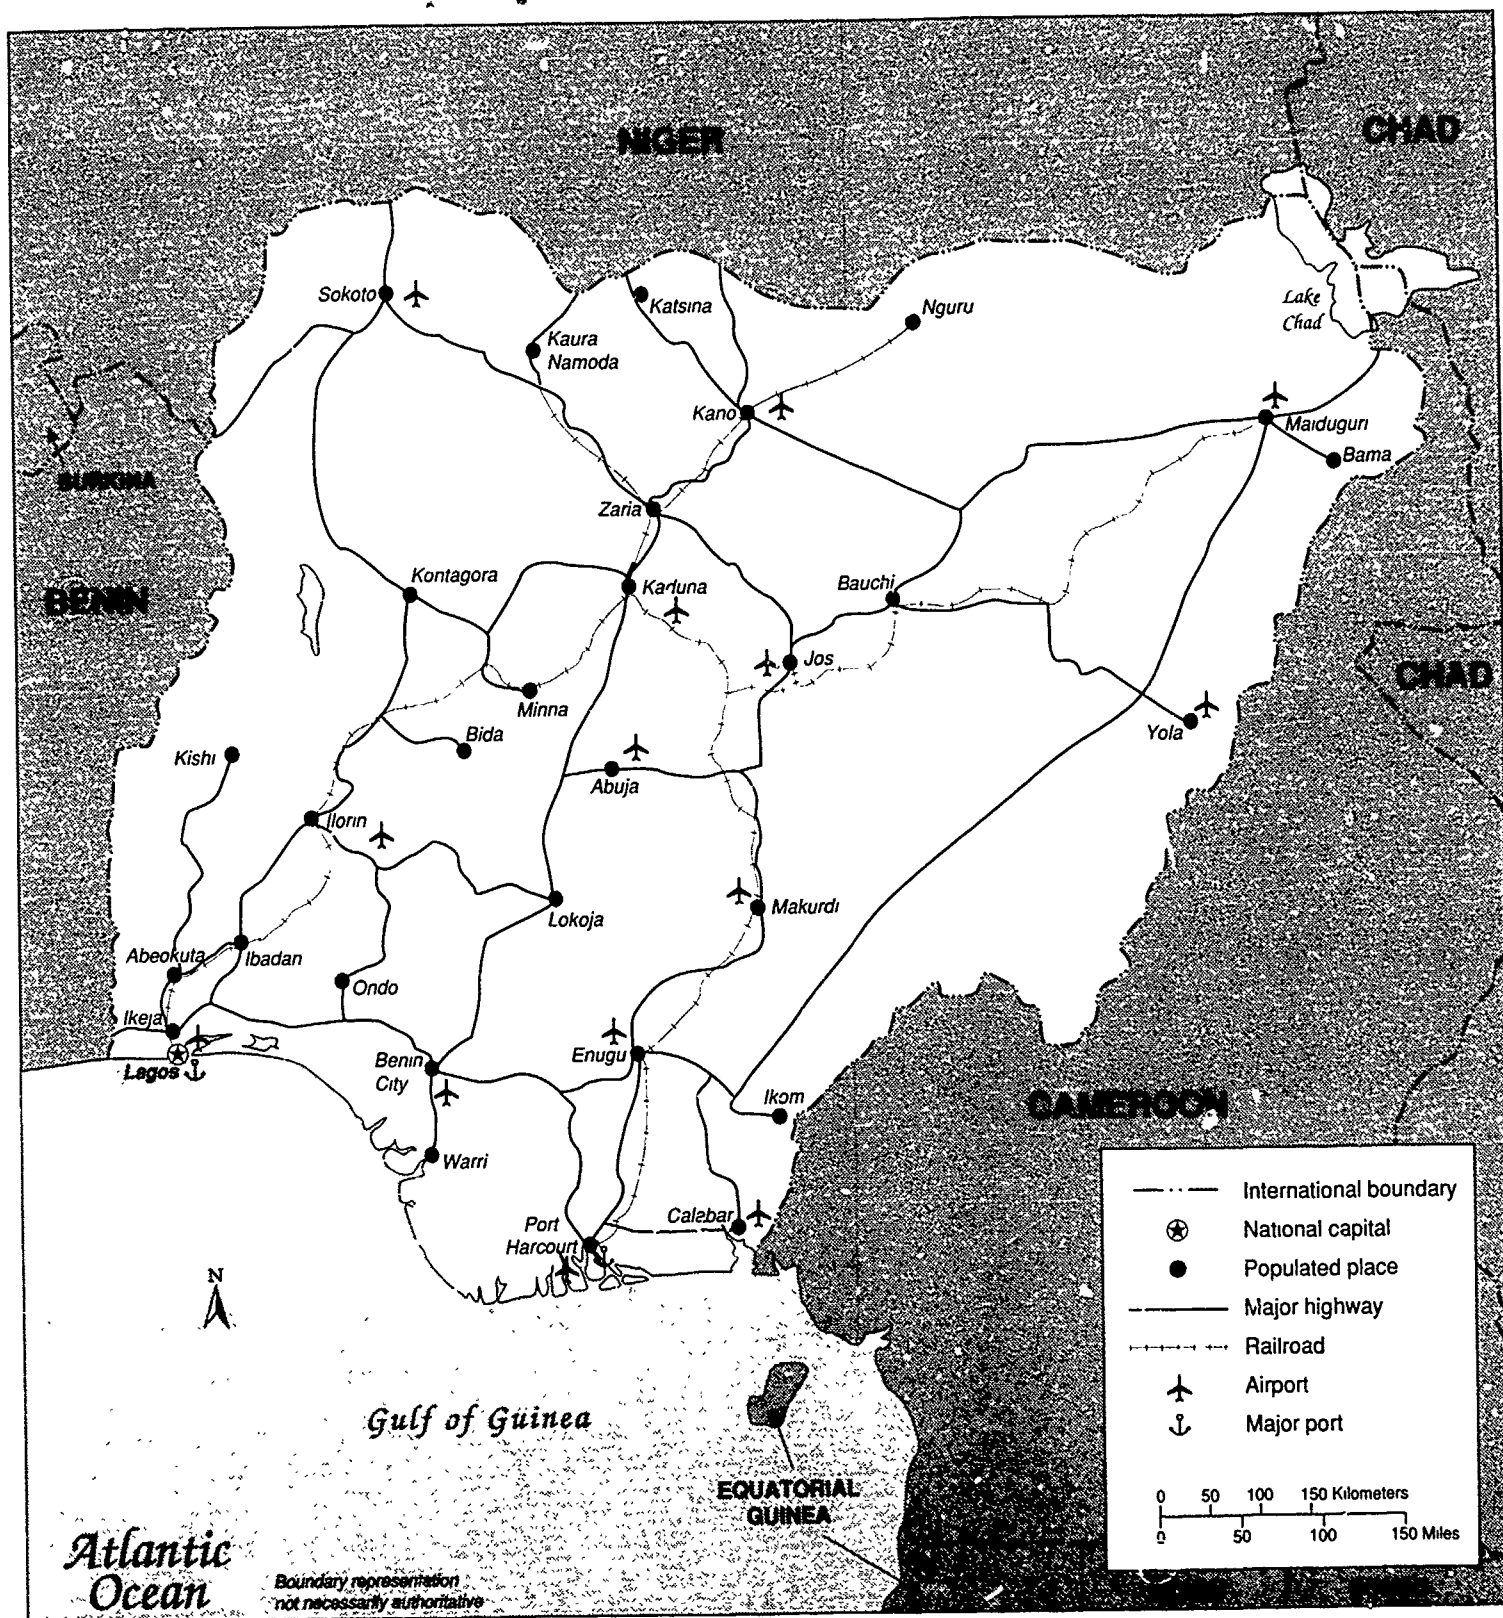 NIGER
CHAD
Sokoto
Katsina
Nguru
Lake
Chad
Kaura
Namoda
Kano
Maiduguri
Bama
BURKINA
Zaria
BENIN
Kontagora
Kaduna
Bauchi
Jos
CHAD
Minna
Bida
Yola
Kishi
Abuja
Ilorin
Lokoja
Makurdi
Abeokuta
Ibadan
Ondo
Ikeja
Lagos
Benin
City
Enugu
Ikom
CAMEROON
Warri
Calabar
Port
Harcourt
International boundary
National capital
Populated place
Major highway
Railroad
Airport
Major port
N
Gulf of Guinea
EQUATORIAL
GUINEA
0 50 100 150 Kilometers
0 50 100 150 Miles
Atlantic
Ocean
Boundary representation
not necessarily authoritative